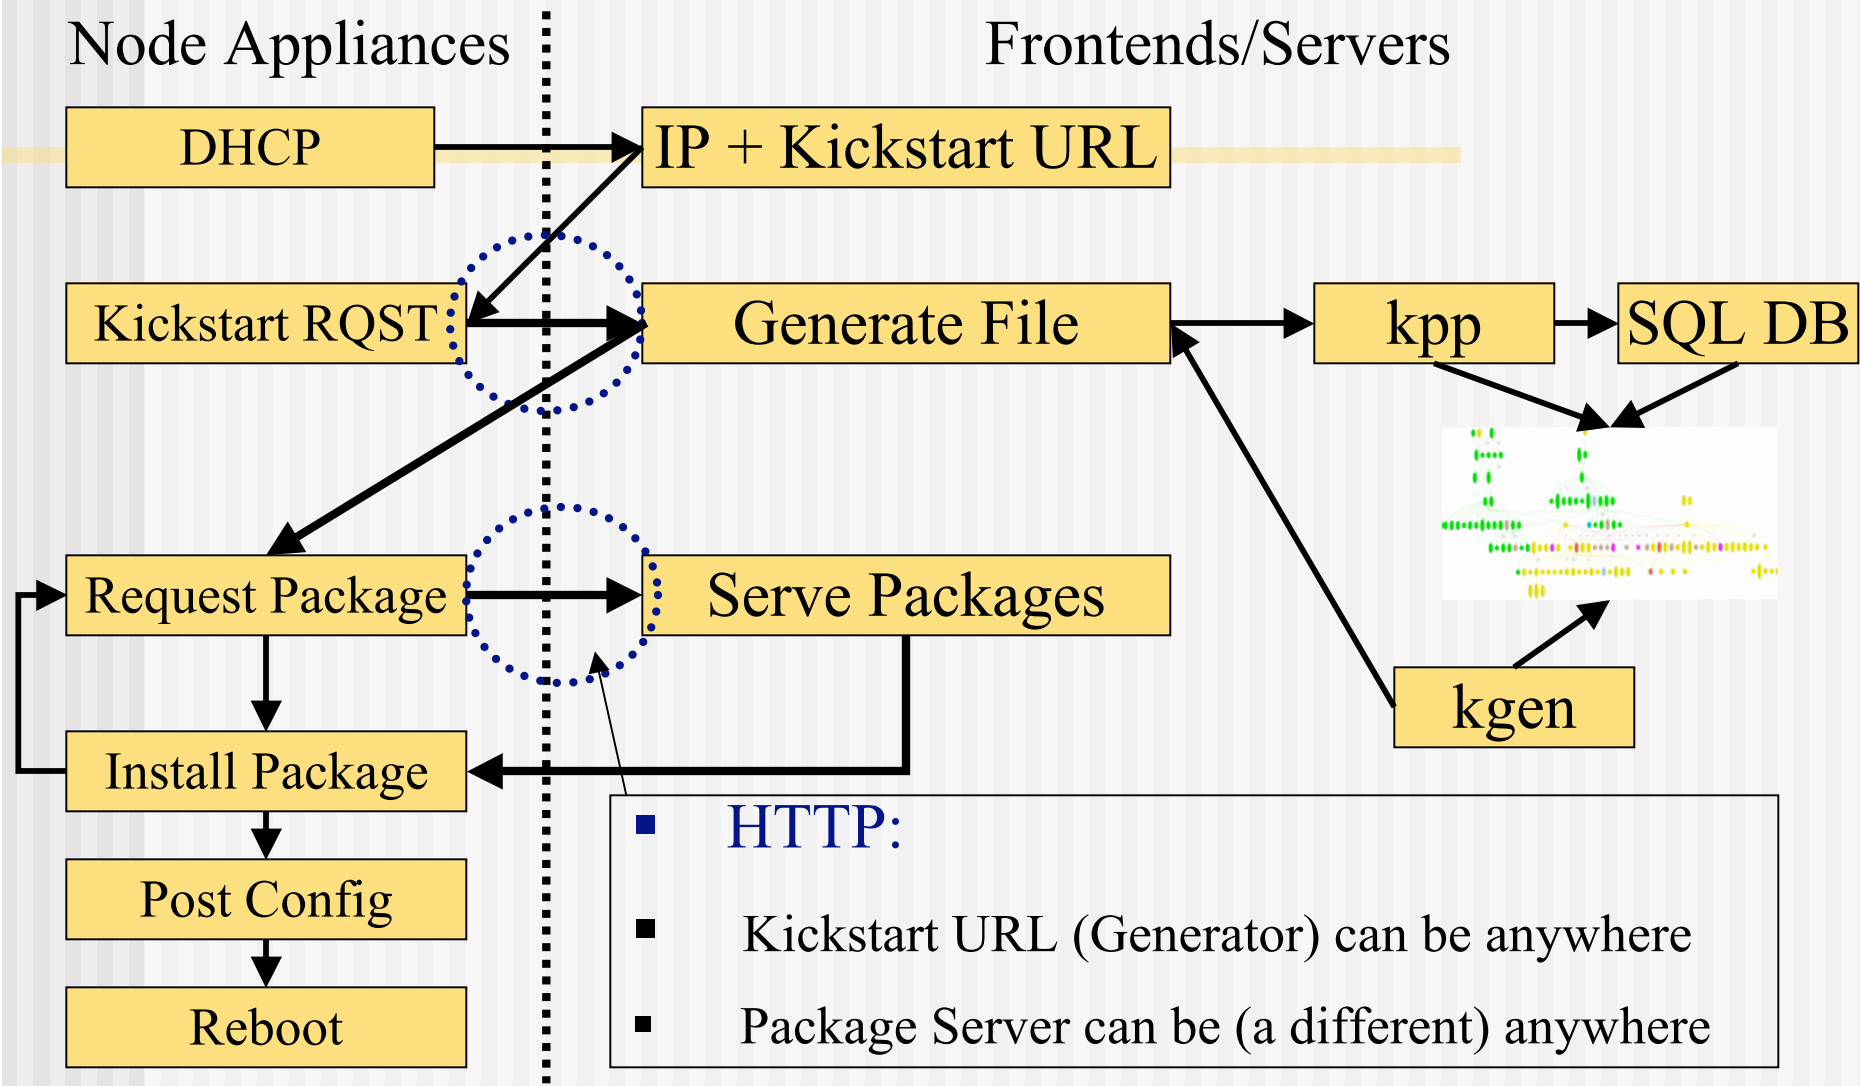 Node Appliances
Frontends/Servers
DHCP
IP + Kickstart URL
Kickstart RQST
Generate File
kpp
SQL DB
Request Package
Serve Packages
kgen
Install Package
HTTP:
Post Config
Kickstart URL (Generator) can be anywhere
Reboot
Package Server can be (a different) anywhere